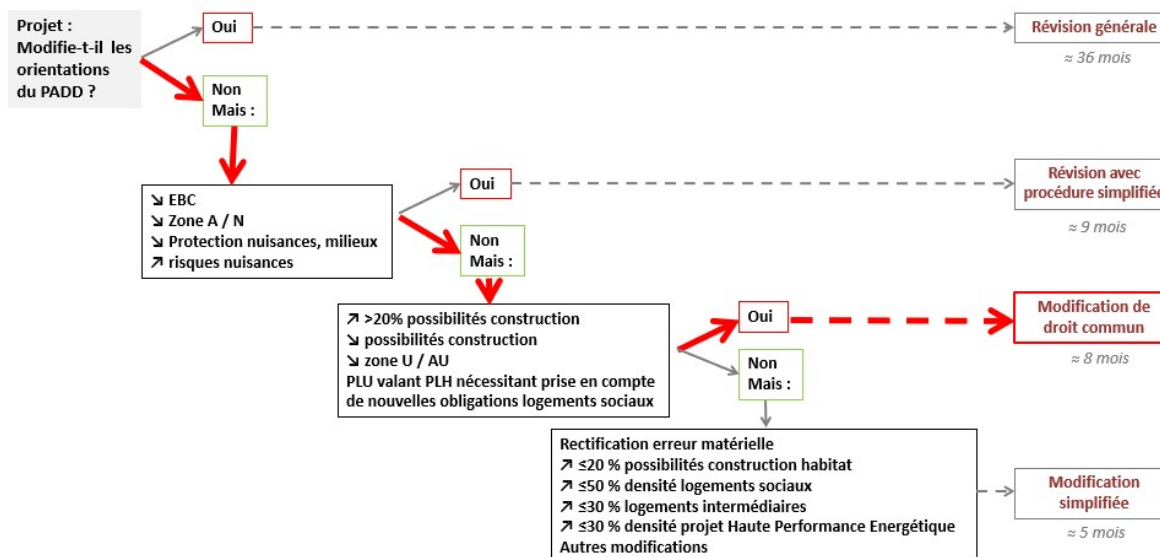 Projet :
Modifie-t-il les
orientations
du PADD ?
Oui
Révision générale
≈ 36 mois
Non
Mais :
↘ EBC
↘ Zone A / N
↘ Protection nuisances, milieux
↗ risques nuisances
Oui
Révision avec
procédure simplifiée
≈ 9 mois
Non
Mais :
↗ >20% possibilités construction
↘ possibilités construction
↘ zone U / AU
PLU valant PLH nécessitant prise en compte
de nouvelles obligations logements sociaux
Oui
Modification de
droit commun
≈ 8 mois
Non
Mais :
Rectification erreur matérielle
↗ ≤20 % possibilités construction habitat
↗ ≤50 % densité logements sociaux
↗ ≤30 % logements intermédiaires
↗ ≤30 % densité projet Haute Performance Energétique
Autres modifications
Modification
simplifiée
≈ 5 mois